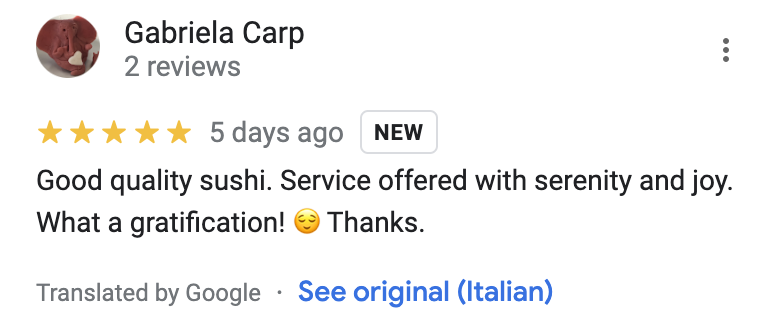 Gabriela Carp
2 reviews
5 days ago NEW
Good quality sushi. Service offered with serenity and joy.
What a gratification! 😌 Thanks.
Translated by Google · See original (Italian)